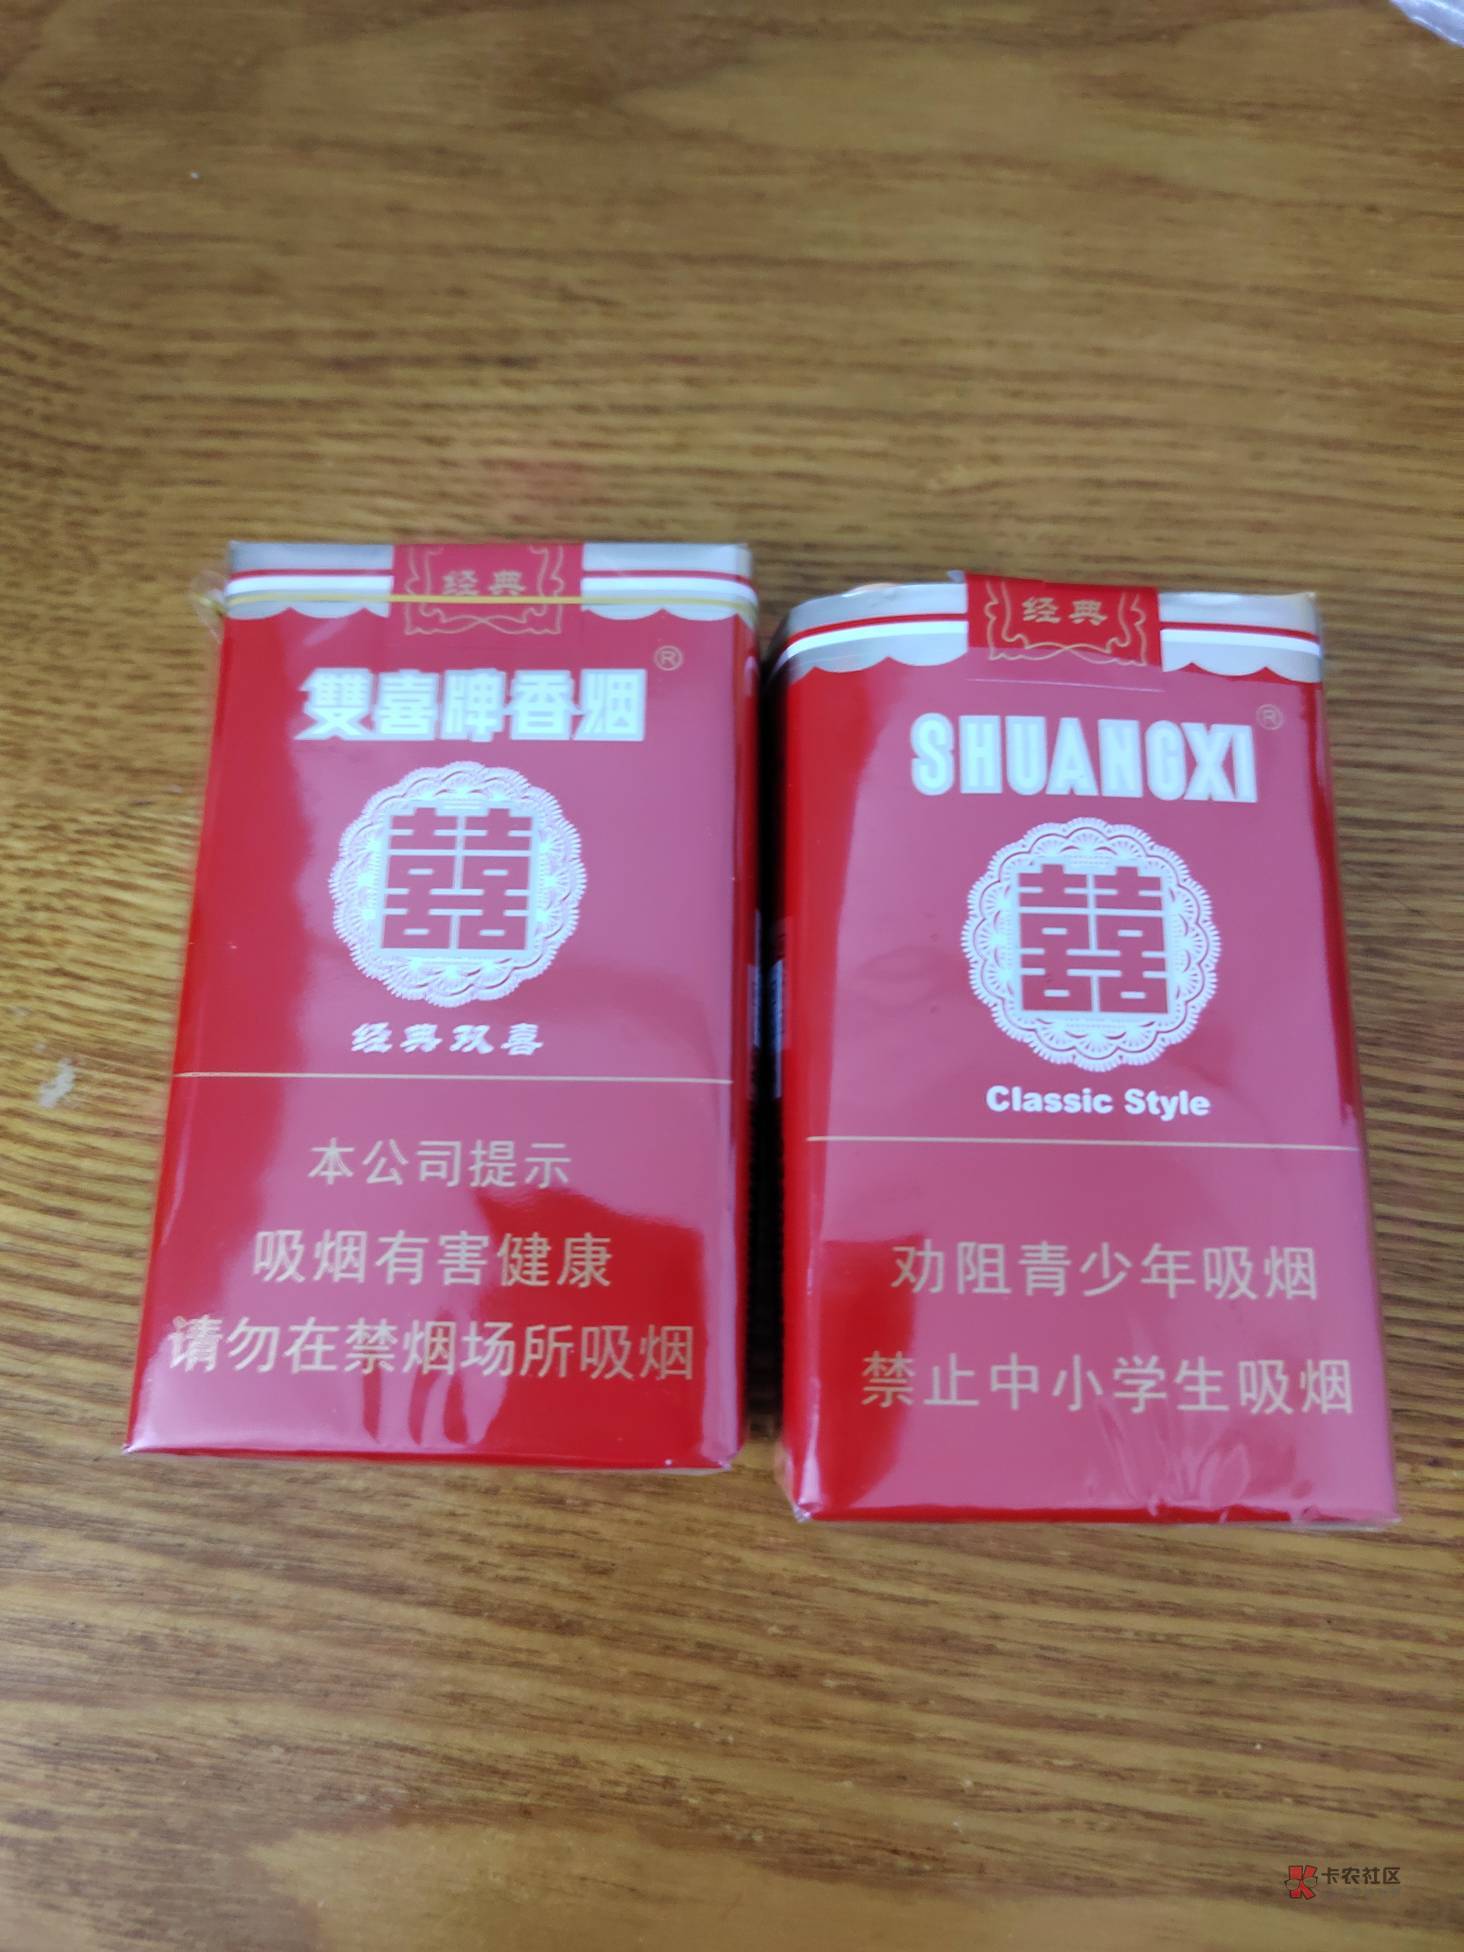 经典
雙喜牌香烟®
囍
经典双喜
本公司提示
吸烟有害健康
请勿在禁烟场所吸烟
经典
SHUANGXI®
囍
Classic Style
劝阻青少年吸烟
禁止中小学生吸烟
卡农社区